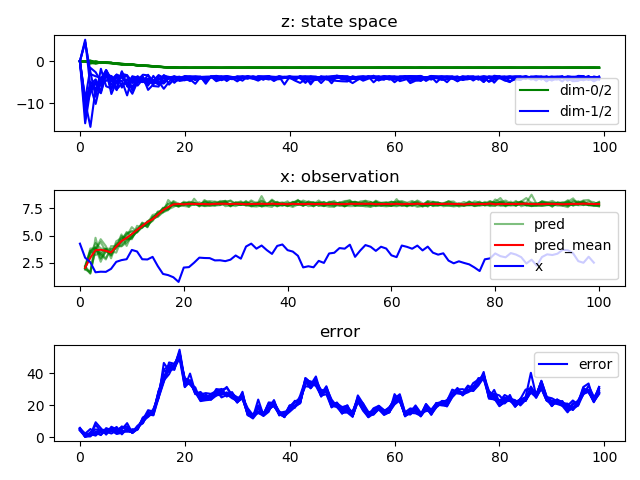 z: state space
0
−10
dim-0/2
dim-1/2
0 20 40 60 80 100
x: observation
7.5
5.0
2.5
pred
pred_mean
x
0 20 40 60 80 100
error
40
20
0
error
0 20 40 60 80 100